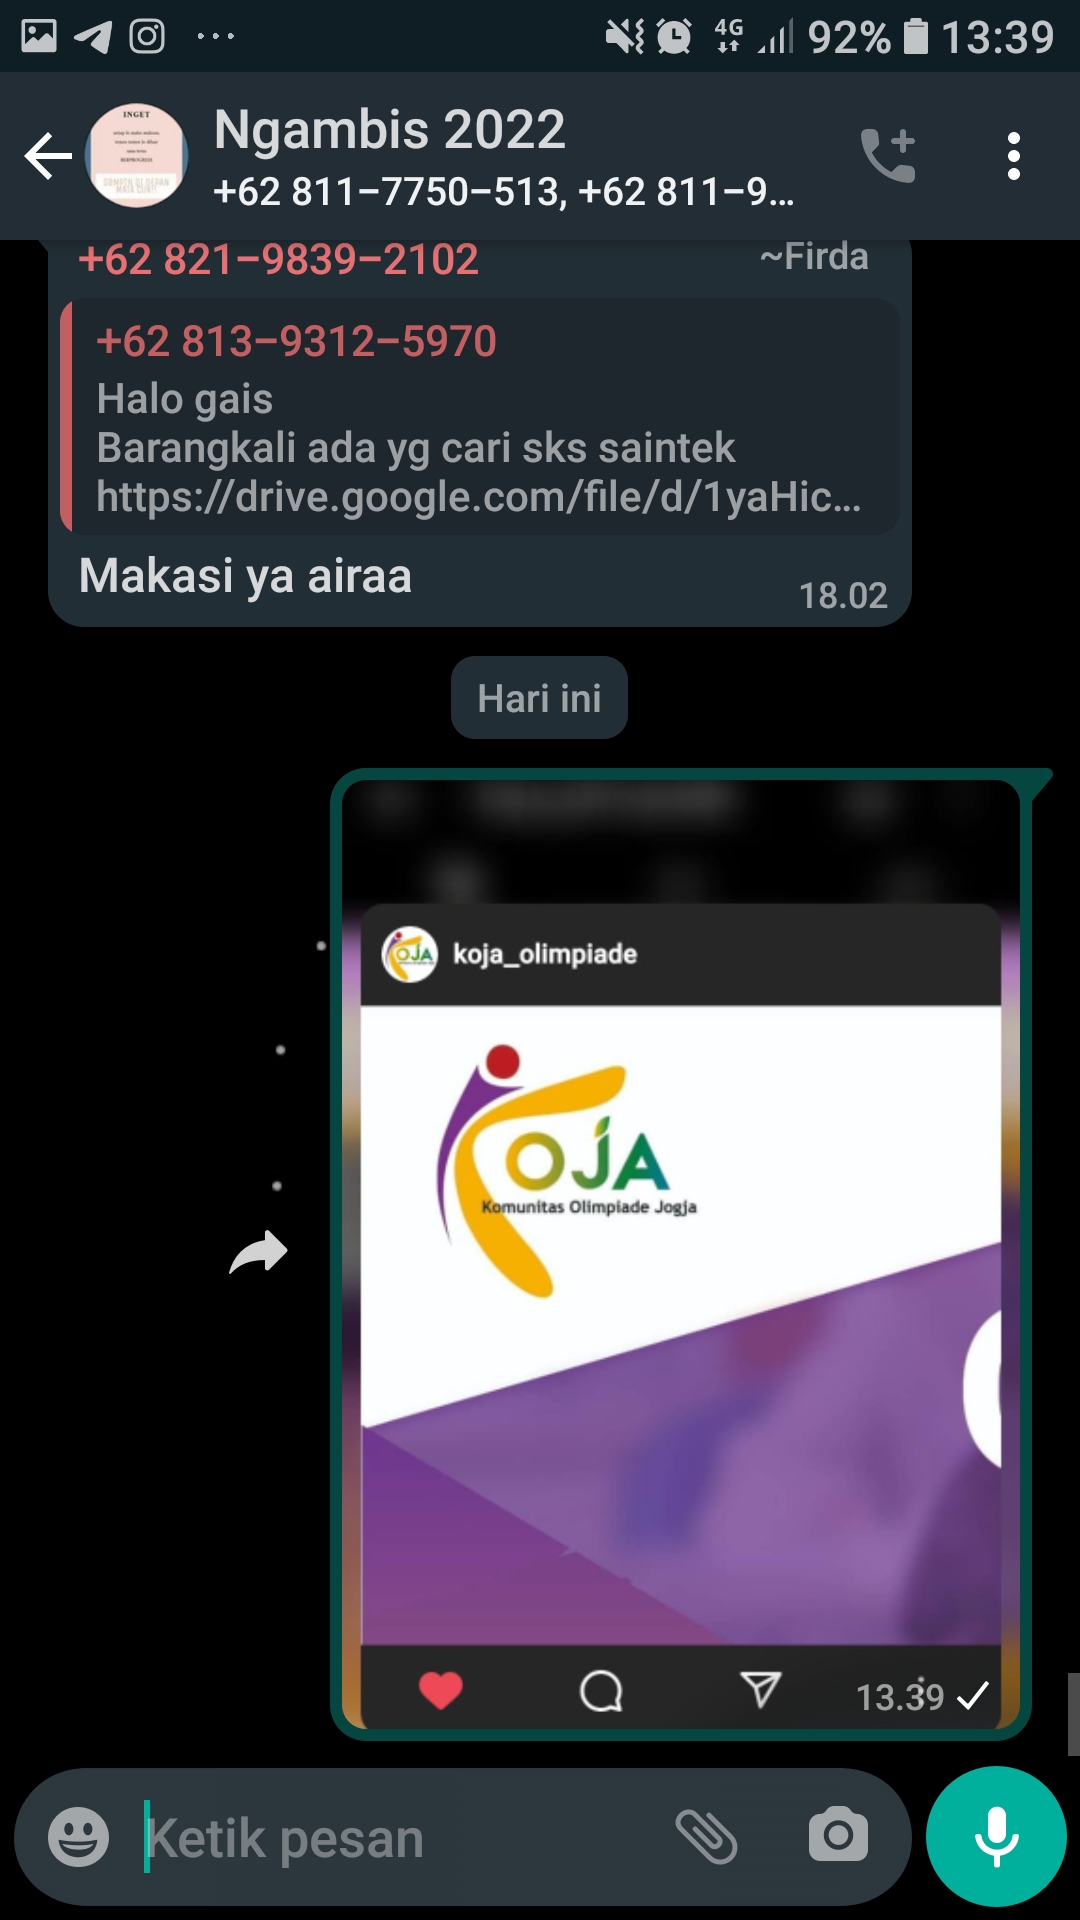 4G 92% 13:39
Ngambis 2022
+62 811-7750-513, +62 811-9...
INGET
+62 821-9839-2102 ~Firda
+62 813-9312-5970
Halo gais
Barangkali ada yg cari sks saintek
https://drive.google.com/file/d/1yaHic...
Makasi ya airaa
18.02
Hari ini
OJA koja_olimpiade
OJA
Komunitas Olimpiade Jogja
13.39
Ketik pesan